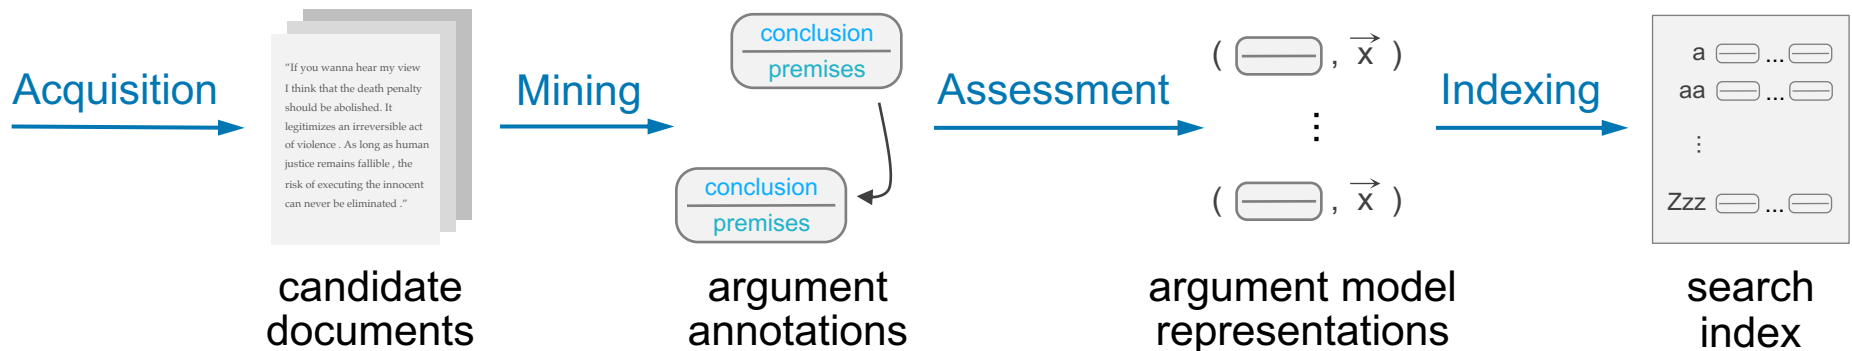 Acquisition
"If you wanna hear my view
I think that the death penalty
should be abolished. It
legitimizes an irreversible act
of violence . As long as human
justice remains fallible , the
risk of executing the innocent
can never be eliminated ."
candidate
documents
Mining
conclusion
premises
conclusion
premises
argument
annotations
Assessment
( , x )
⋮
( , x )
argument model
representations
Indexing
a ...
aa ...
⋮
Zzz ...
search
index